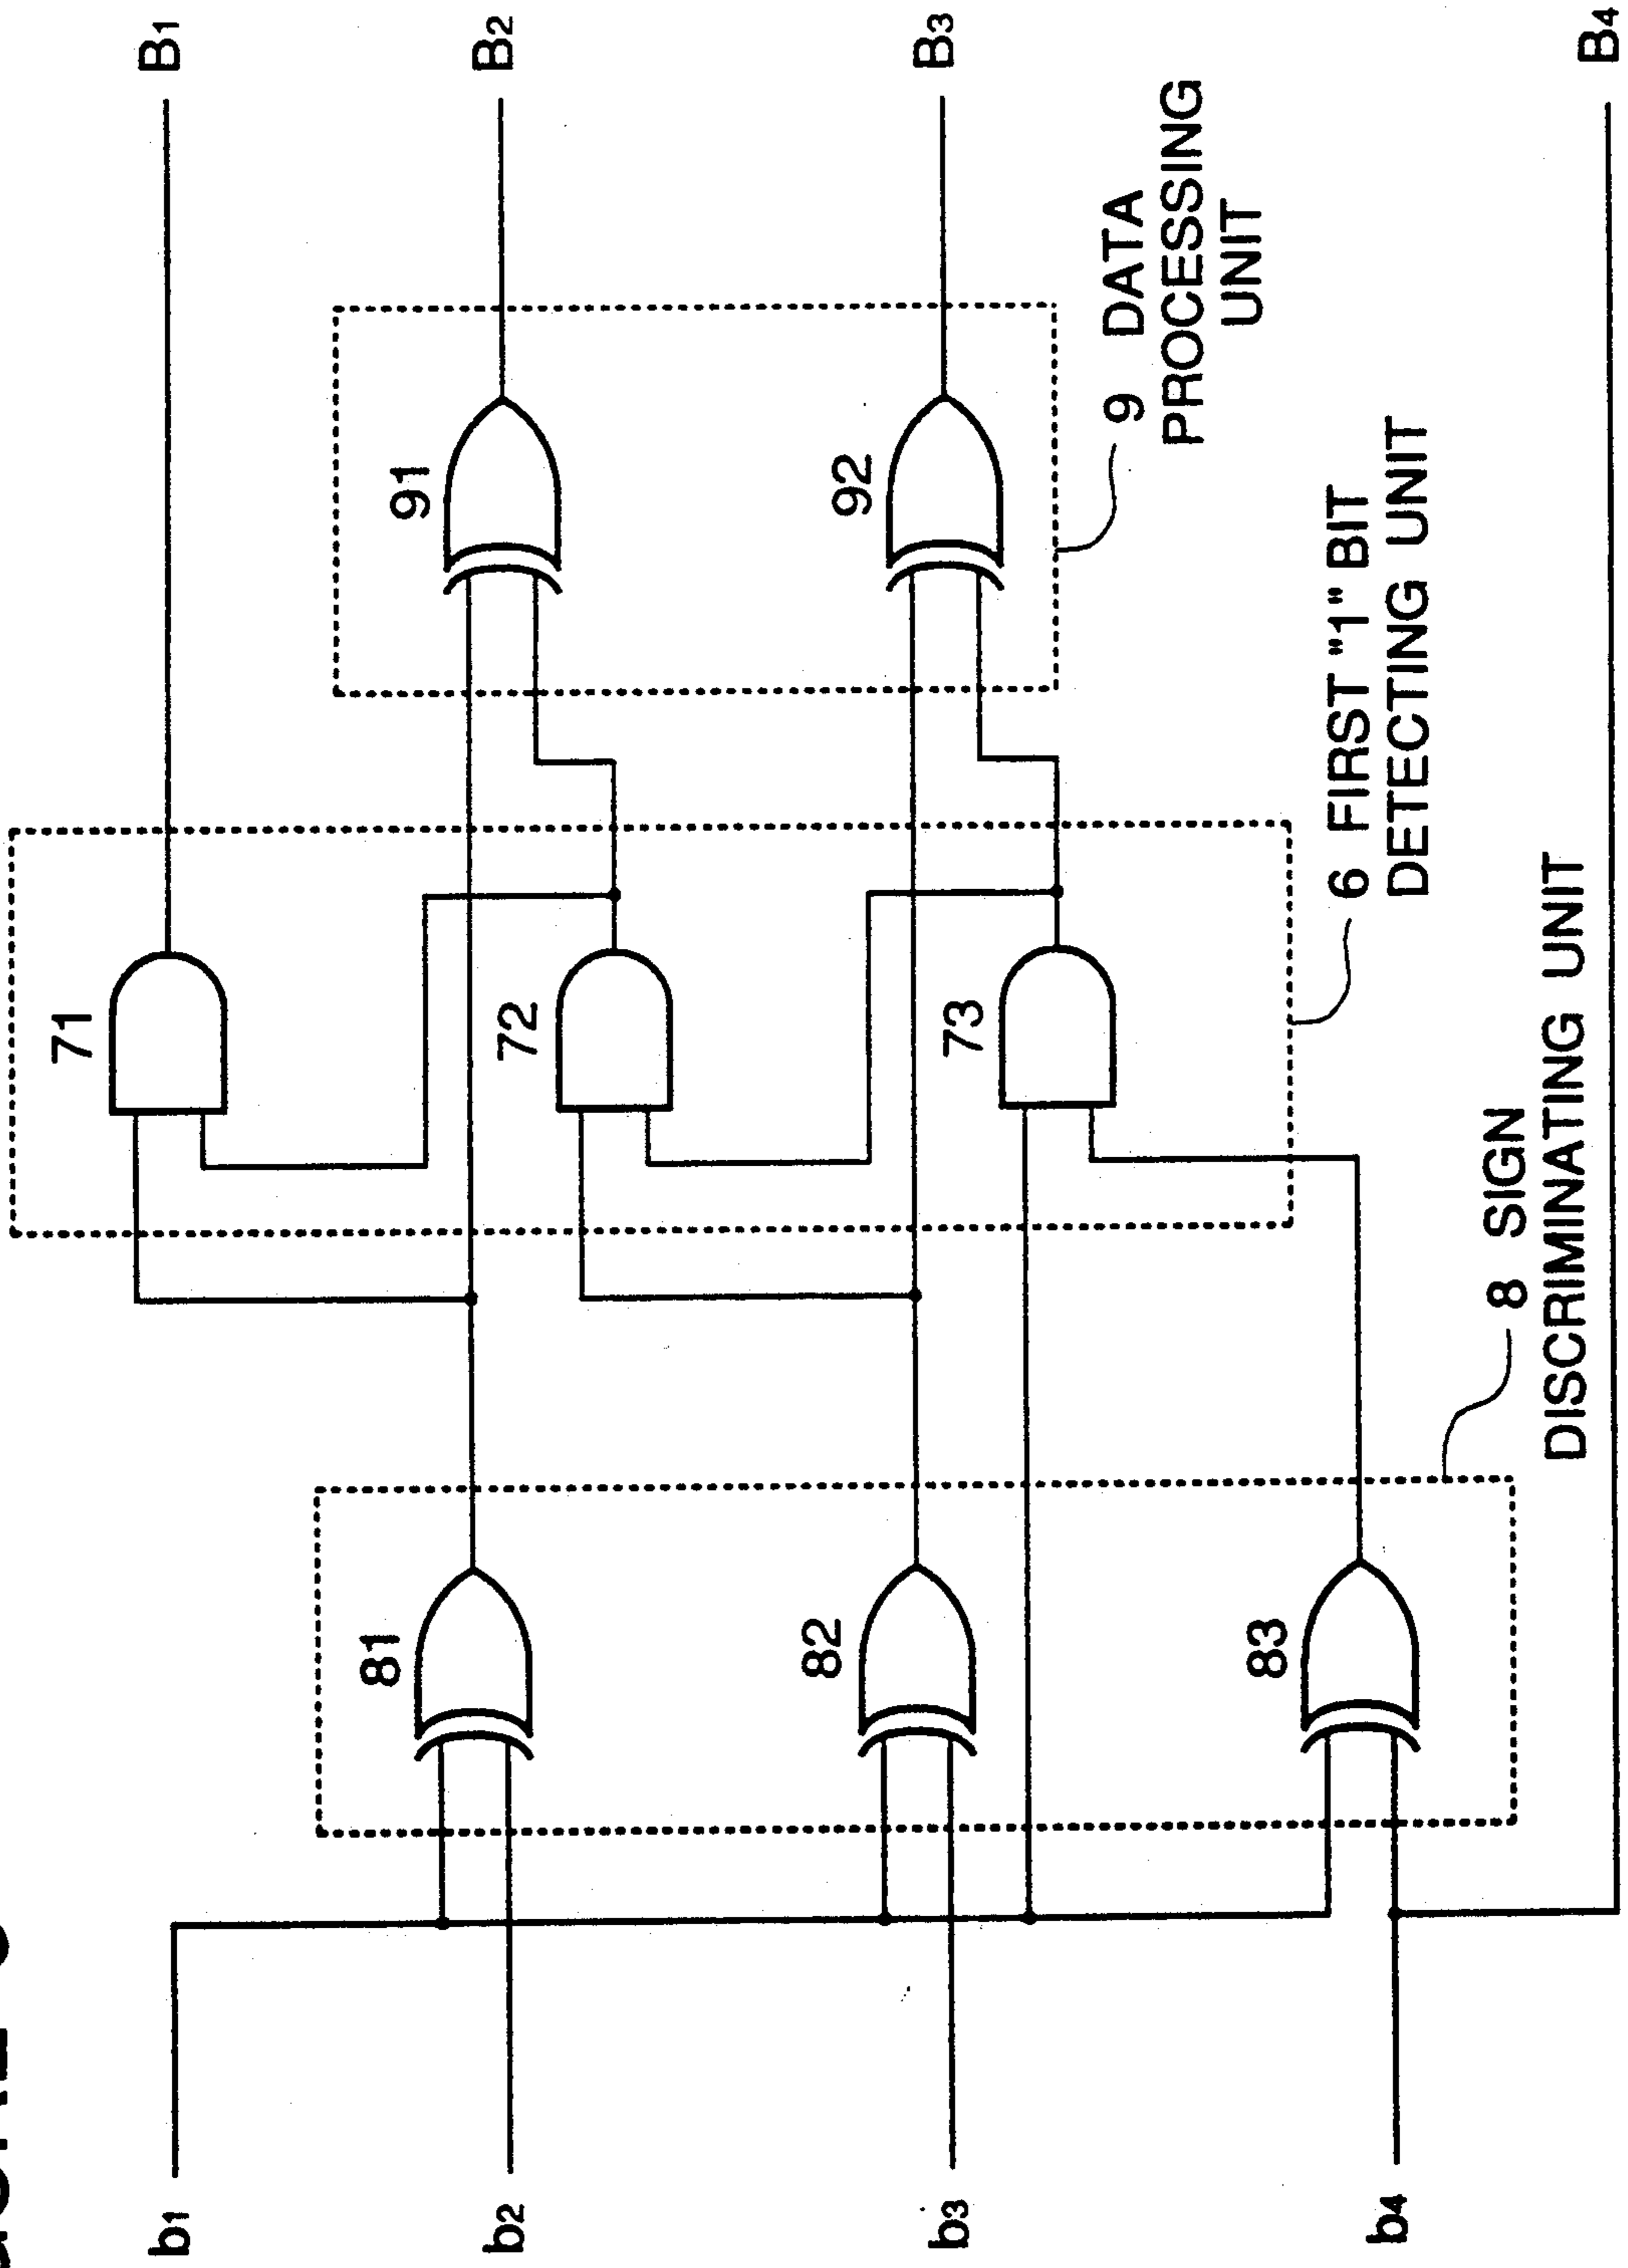 b1
b2
b3
b4
81
82
83
8 SIGN
DISCRIMINATING UNIT
71
72
73
6 FIRST "1" BIT
DETECTING UNIT
91
92
9 DATA
PROCESSING
UNIT
B1
B2
B3
B4